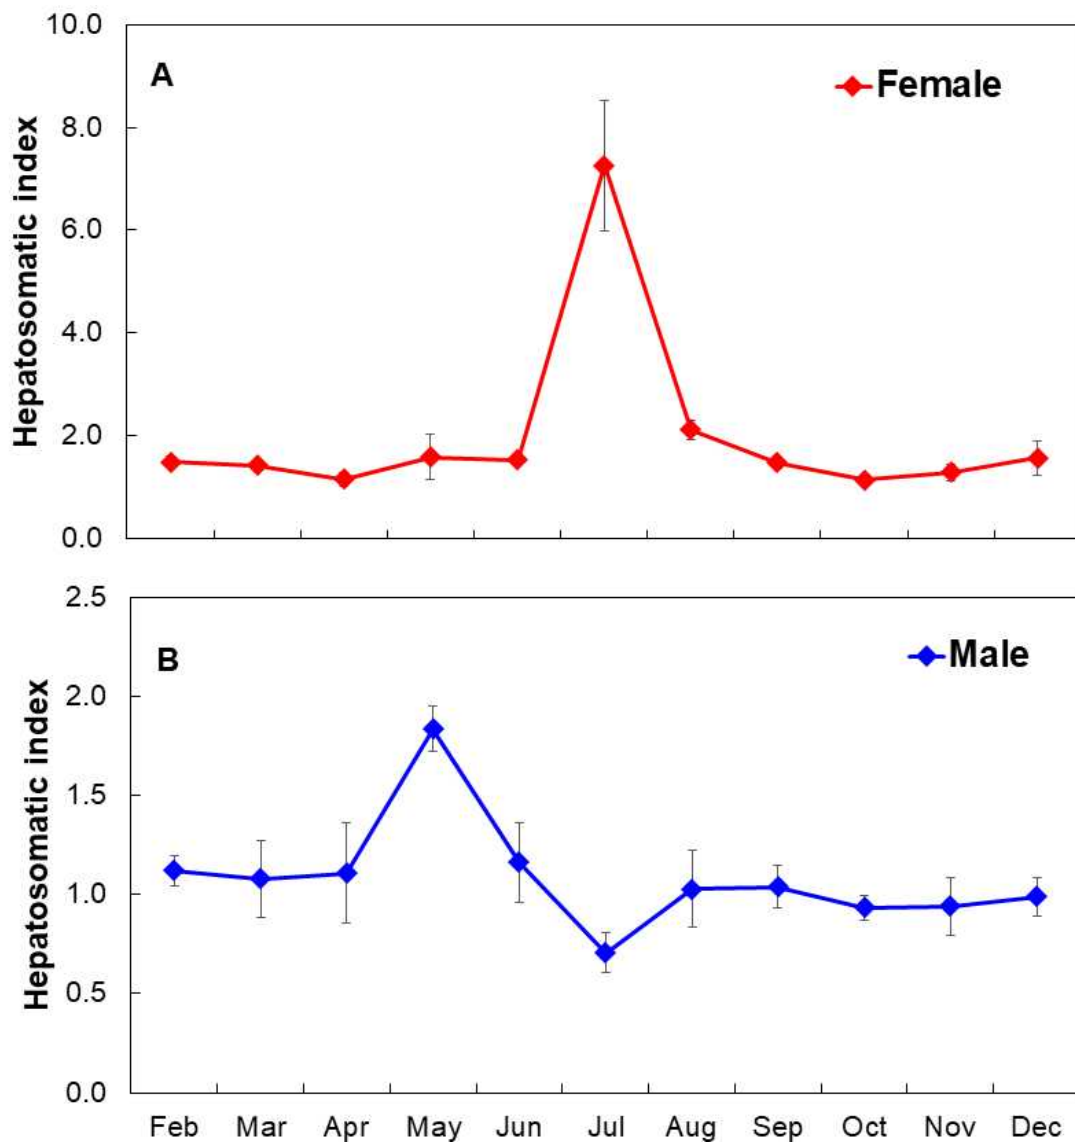 10.0
A
Female
8.0
6.0
4.0
2.0
0.0
Hepatosomatic index
2.5
B
Male
2.0
1.5
1.0
0.5
0.0
Hepatosomatic index
Feb Mar Apr May Jun Jul Aug Sep Oct Nov Dec